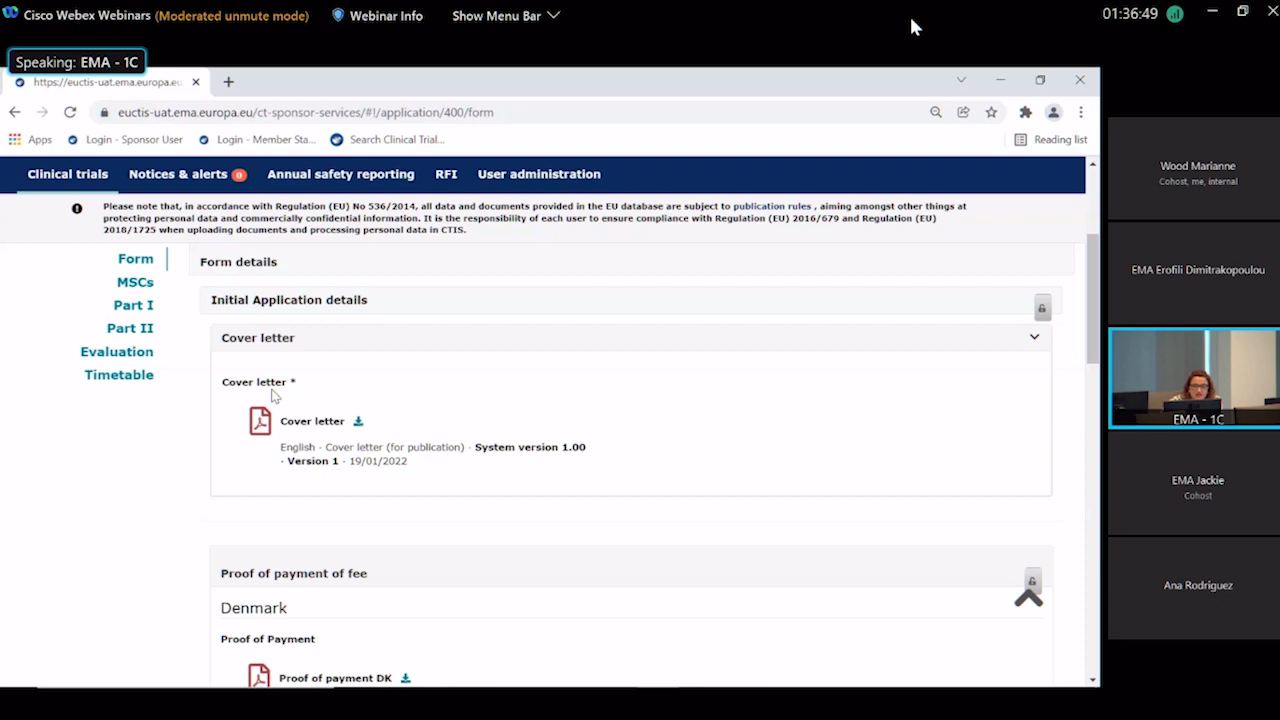 Cisco Webex Webinars (Moderated unmute mode) Webinar Info Show Menu Bar 01:36:49
Speaking: EMA - 1C
https://euctis-uat.ema.europa.eu
euctis-uat.ema.europa.eu/ct-sponsor-services/#!/application/400/form
Apps Login - Sponsor User Login - Member Sta... Search Clinical Trial... Reading list
Clinical trials Notices & alerts 0 Annual safety reporting RFI User administration
Please note that, in accordance with Regulation (EU) No 536/2014, all data and documents provided in the EU database are subject to publication rules , aiming amongst other things at
protecting personal data and commercially confidential information. It is the responsibility of each user to ensure compliance with Regulation (EU) 2016/679 and Regulation (EU)
2018/1725 when uploading documents and processing personal data in CTIS.
Form
MSCs
Part I
Part II
Evaluation
Timetable
Form details
Initial Application details
Cover letter
Cover letter *
Cover letter
English - Cover letter (for publication) - System version 1.00
- Version 1 - 19/01/2022
Proof of payment of fee
Denmark
Proof of Payment
Proof of payment DK
Wood Marianne
Cohost, me, internal
EMA Erofili Dimitrakopoulou
EMA - 1C
EMA Jackie
Cohost
Ana Rodriguez